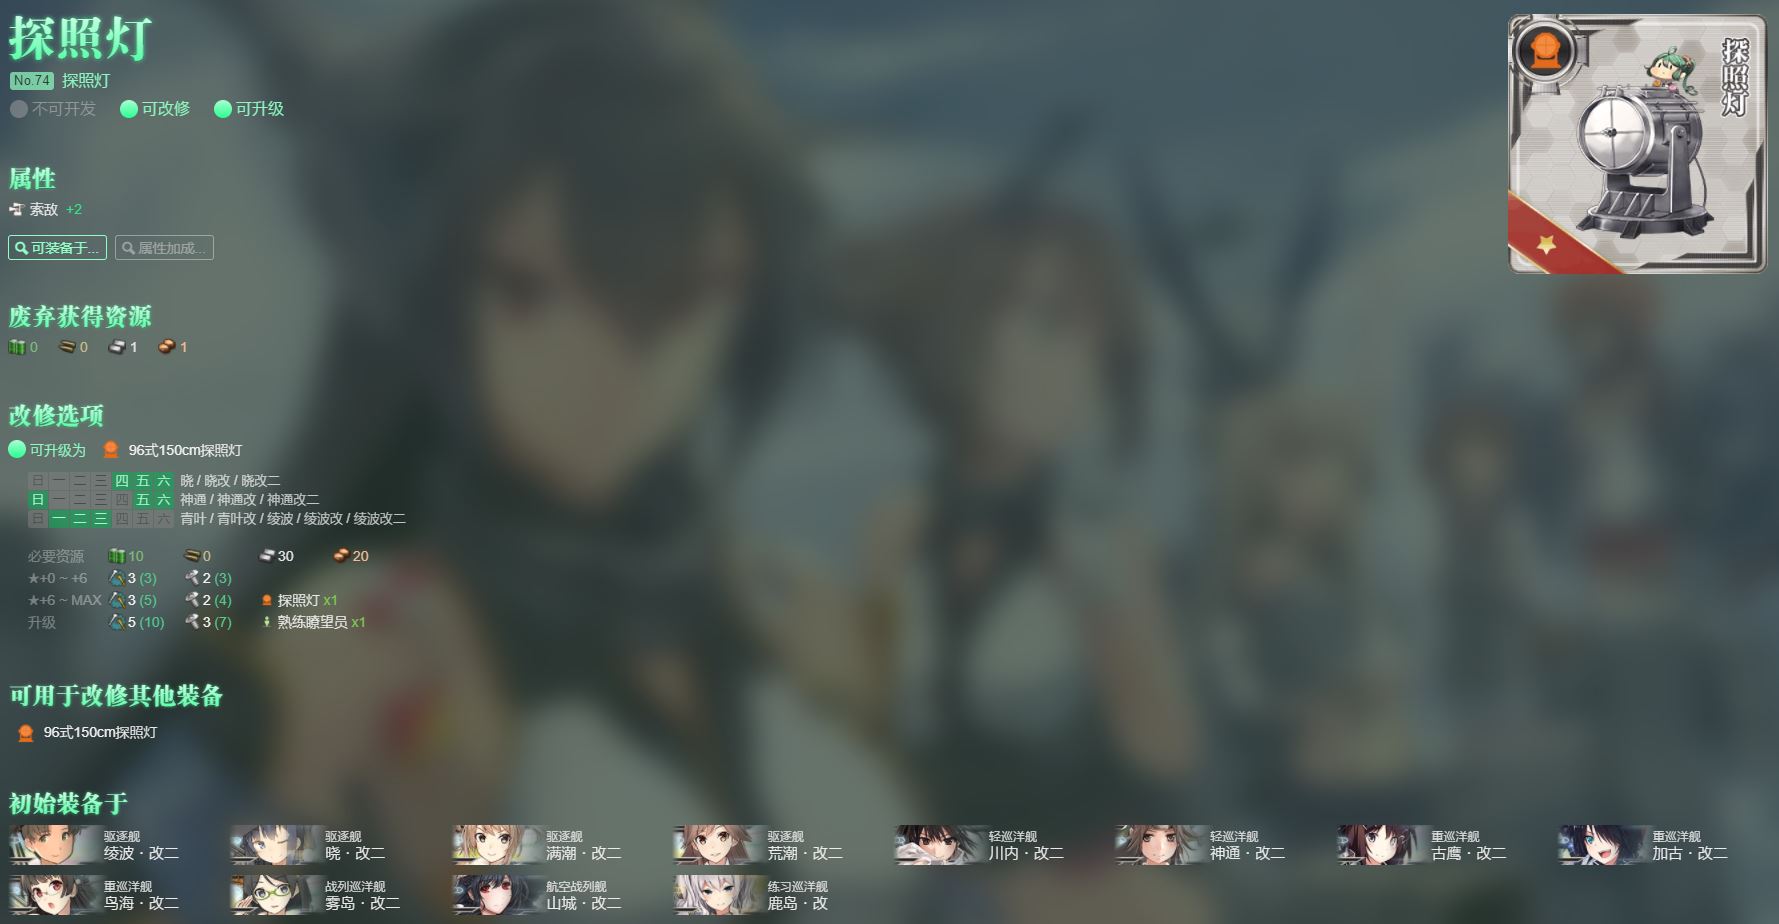 探照灯
No.74 探照灯
不可开发 可改修 可升级
探照灯
属性
索敌 +2
可装备于... 属性加成...
废弃获得资源
0 0 1 1
改修选项
可升级为 96式150cm探照灯
日 一 二 三 四 五 六 晓 / 晓改 / 晓改二
日 一 二 三 四 五 六 神通 / 神通改 / 神通改二
日 一 二 三 四 五 六 青叶 / 青叶改 / 绫波 / 绫波改 / 绫波改二
必要资源 10 0 30 20
★+0 ~ +6 3 (3) 2 (3)
★+6 ~ MAX 3 (5) 2 (4) 探照灯 x1
升级 5 (10) 3 (7) 熟练瞭望员 x1
可用于改修其他装备
96式150cm探照灯
初始装备于
驱逐舰 驱逐舰 驱逐舰 驱逐舰 轻巡洋舰 轻巡洋舰 重巡洋舰 重巡洋舰
绫波・改二 晓・改二 满潮・改二 荒潮・改二 川内・改二 神通・改二 古鹰・改二 加古・改二
重巡洋舰 战列巡洋舰 航空战列舰 练习巡洋舰
鸟海・改二 雾岛・改二 山城・改二 鹿岛・改